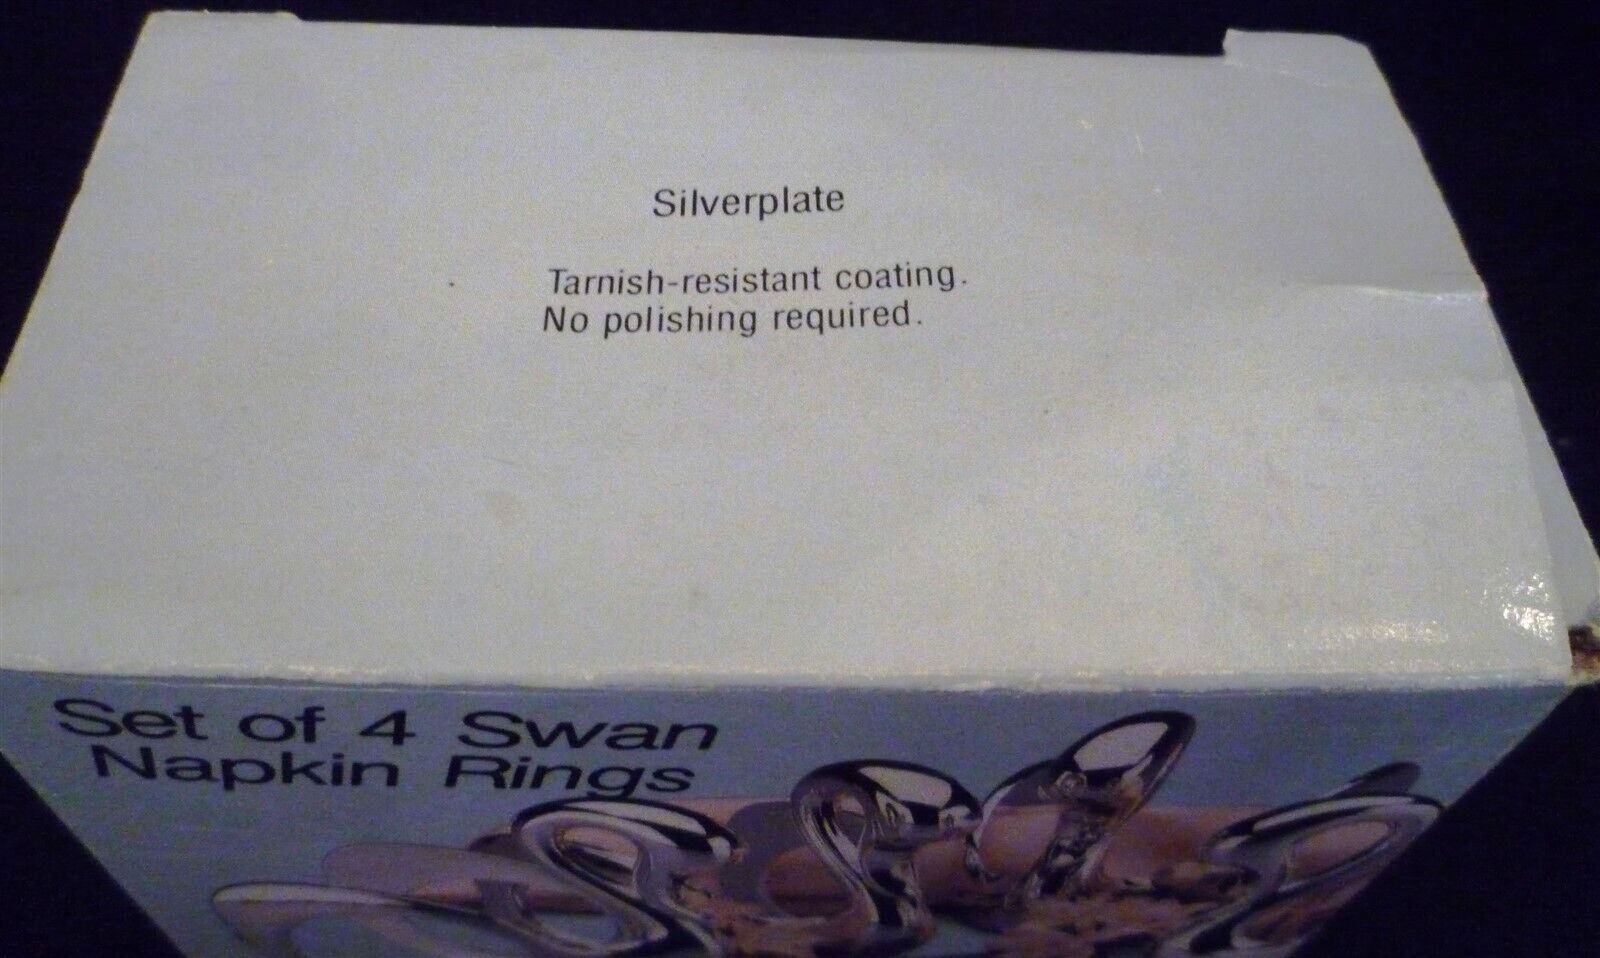 Silverplate
Tarnish-resistant coating.
No polishing required.
Set of 4 Swan
Napkin Rings